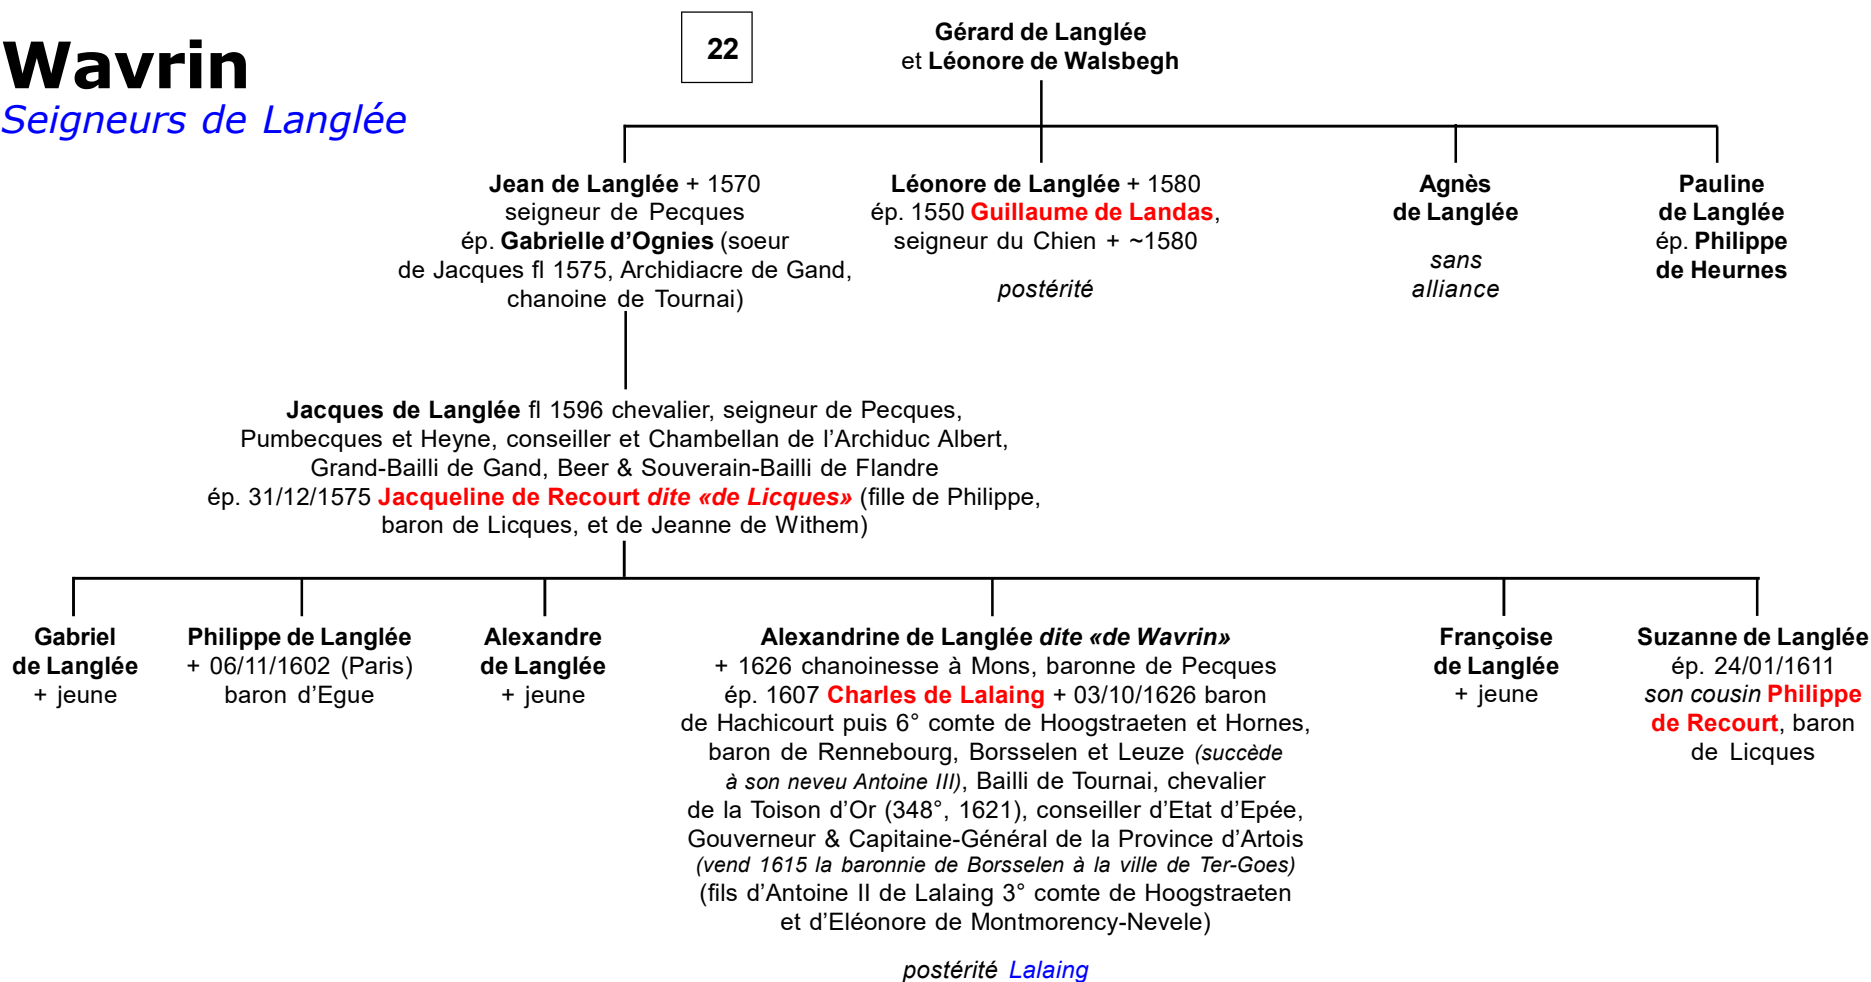 Wavrin
Seigneurs de Langlée
22
Gérard de Langlée
et Léonore de Walsbegh
Jean de Langlée + 1570
seigneur de Pecques
ép. Gabrielle d'Ognies (soeur
de Jacques fl 1575, Archidiacre de Gand,
chanoine de Tournai)
Léonore de Langlée + 1580
ép. 1550 Guillaume de Landas,
seigneur du Chien + ~1580
postérité
Agnès
de Langlée
sans
alliance
Pauline
de Langlée
ép. Philippe
de Heurnes
Jacques de Langlée fl 1596 chevalier, seigneur de Pecques,
Pumbecques et Heyne, conseiller et Chambellan de l'Archiduc Albert,
Grand-Bailli de Gand, Beer & Souverain-Bailli de Flandre
ép. 31/12/1575 Jacqueline de Recourt dite «de Licques» (fille de Philippe,
baron de Licques, et de Jeanne de Withem)
Gabriel
de Langlée
+ jeune
Philippe de Langlée
+ 06/11/1602 (Paris)
baron d'Egue
Alexandre
de Langlée
+ jeune
Alexandrine de Langlée dite «de Wavrin»
+ 1626 chanoinesse à Mons, baronne de Pecques
ép. 1607 Charles de Lalaing + 03/10/1626 baron
de Hachicourt puis 6° comte de Hoogstraeten et Hornes,
baron de Rennebourg, Borsselen et Leuze (succède
à son neveu Antoine III), Bailli de Tournai, chevalier
de la Toison d'Or (348°, 1621), conseiller d'Etat d'Epée,
Gouverneur & Capitaine-Général de la Province d'Artois
(vend 1615 la baronnie de Borsselen à la ville de Ter-Goes)
(fils d'Antoine II de Lalaing 3° comte de Hoogstraeten
et d'Eléonore de Montmorency-Nevele)
postérité Lalaing
Françoise
de Langlée
+ jeune
Suzanne de Langlée
ép. 24/01/1611
son cousin Philippe
de Recourt, baron
de Licques